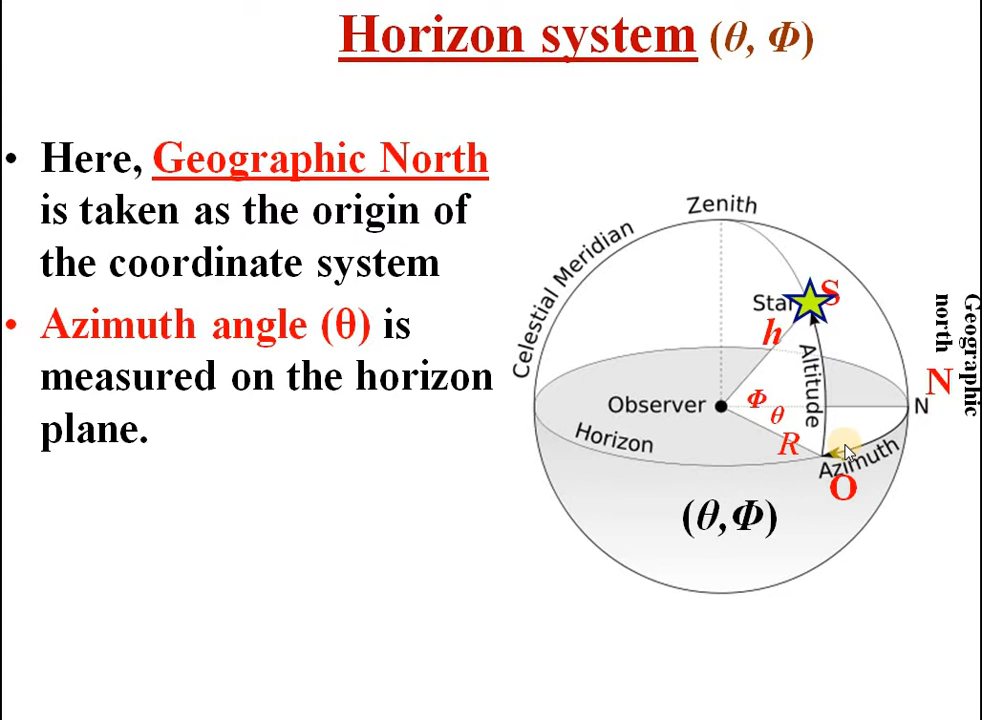 Horizon system (θ, Φ)
• Here, Geographic North
is taken as the origin of
the coordinate system
• Azimuth angle (θ) is
measured on the horizon
plane.
Zenith
Celestial Meridian
Star
S
h
Altitude
Geographic
north
N
Observer
Φ
θ
N
Horizon
R
Azimuth
O
(θ,Φ)